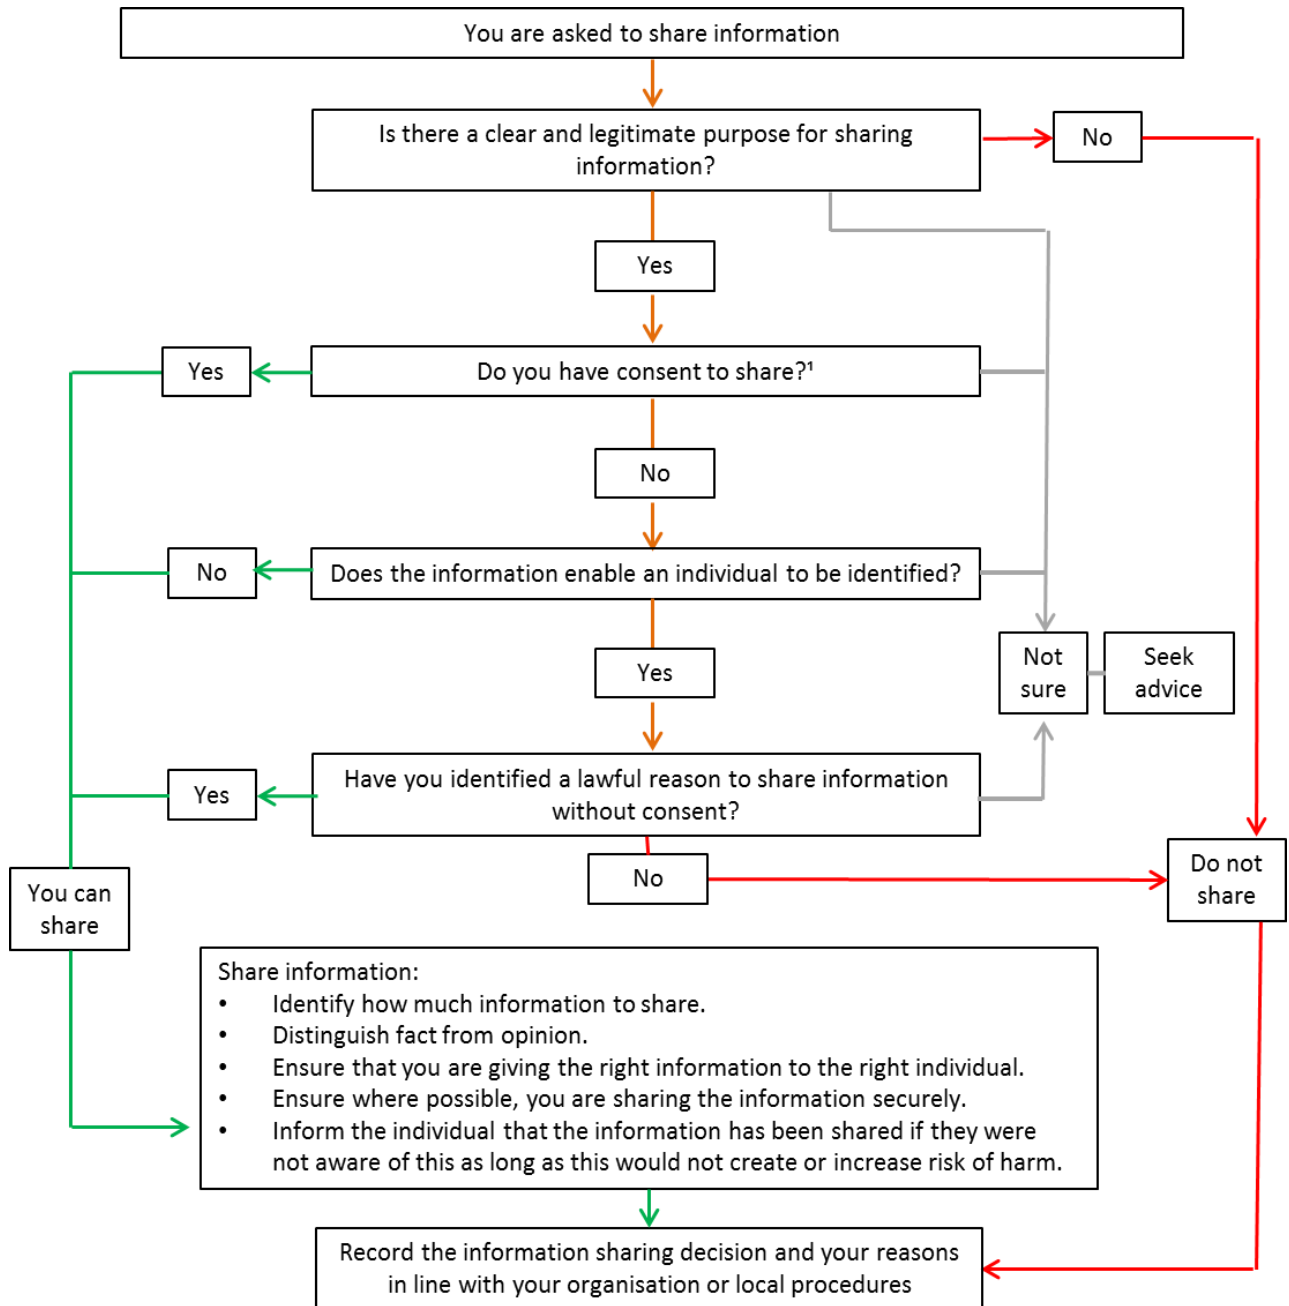 You are asked to share information
Is there a clear and legitimate purpose for sharing
information?
No
Yes
Yes
Do you have consent to share?¹
No
No
Does the information enable an individual to be identified?
Yes
Not
sure
Seek
advice
Yes
Have you identified a lawful reason to share information
without consent?
No
Do not
share
You can
share
Share information:
• Identify how much information to share.
• Distinguish fact from opinion.
• Ensure that you are giving the right information to the right individual.
• Ensure where possible, you are sharing the information securely.
• Inform the individual that the information has been shared if they were
not aware of this as long as this would not create or increase risk of harm.
Record the information sharing decision and your reasons
in line with your organisation or local procedures